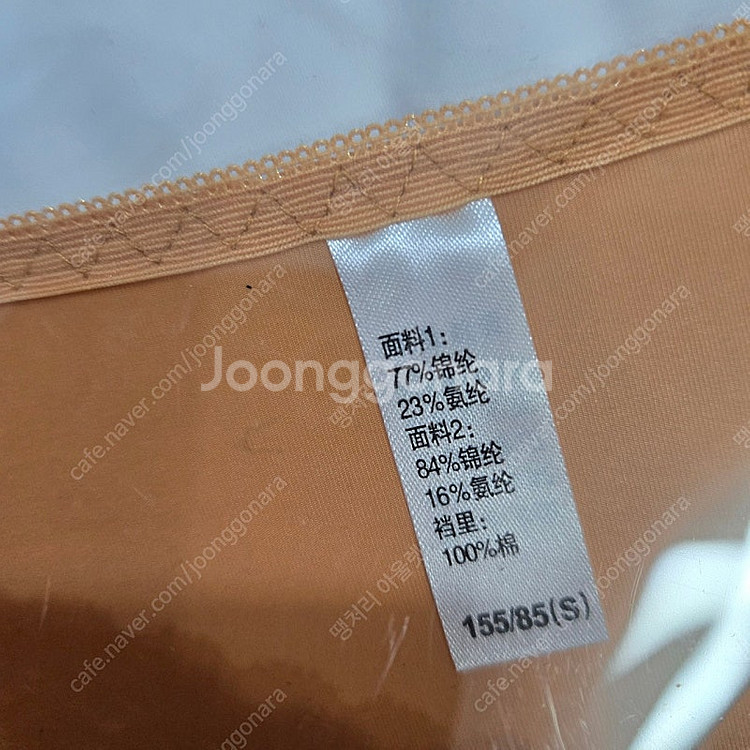 面料1:
77%锦纶
23%氨纶
面料2:
84%锦纶
16%氨纶
裆里:
100%棉
155/85(S)
Joonggonara
cafe.naver.com/joonggonara